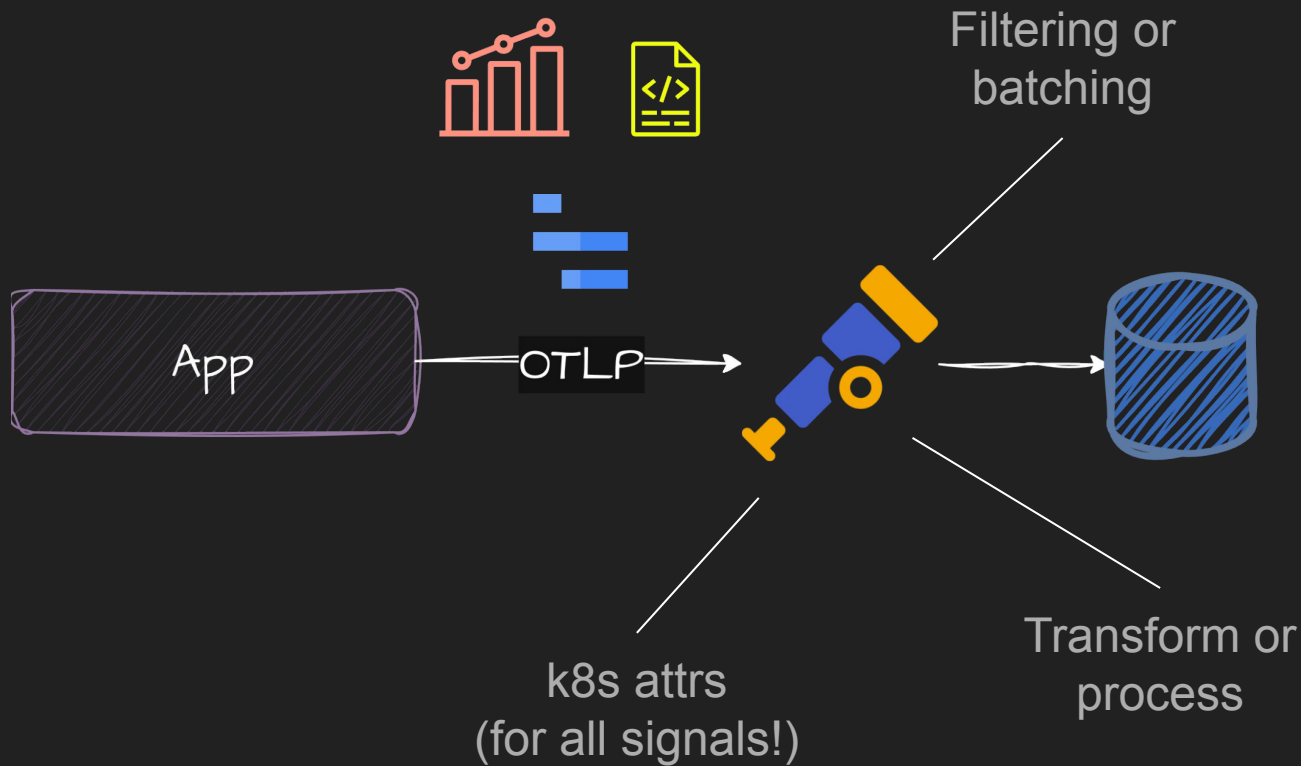 Filtering or
batching
</>
App
OTLP
k8s attrs
(for all signals!)
Transform or
process